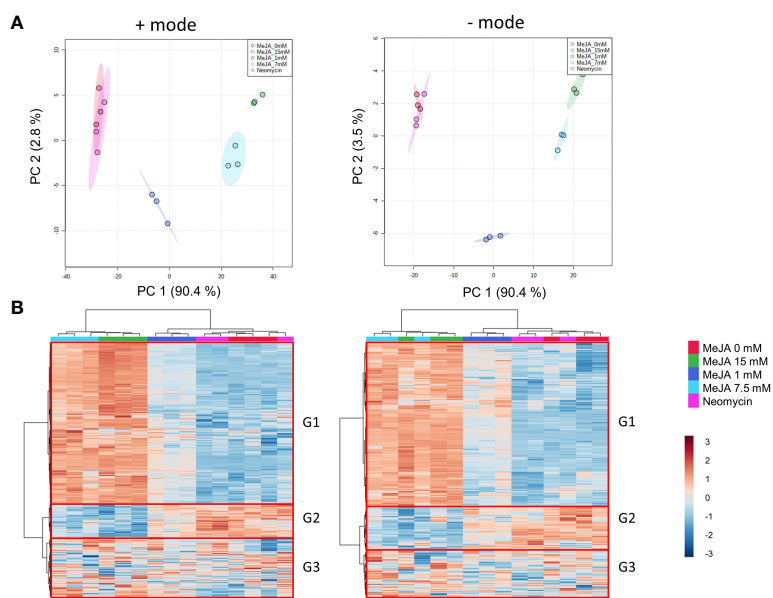 A
+ mode
- mode
MeJA_0mM
MeJA_15mM
MeJA_1mM
MeJA_7mM
Neomycin
MeJA_0mM
MeJA_15mM
MeJA_1mM
MeJA_7mM
Neomycin
PC 2 (2.8 %)
10
5
0
-5
-10
-40
-20
0
20
40
PC 1 (90.4 %)
PC 2 (3.5 %)
6
4
2
0
-2
-4
-6
-20
-10
0
10
20
PC 1 (90.4 %)
B
G1
G2
G3
G1
G2
G3
MeJA 0 mM
MeJA 15 mM
MeJA 1 mM
MeJA 7.5 mM
Neomycin
3
2
1
0
-1
-2
-3